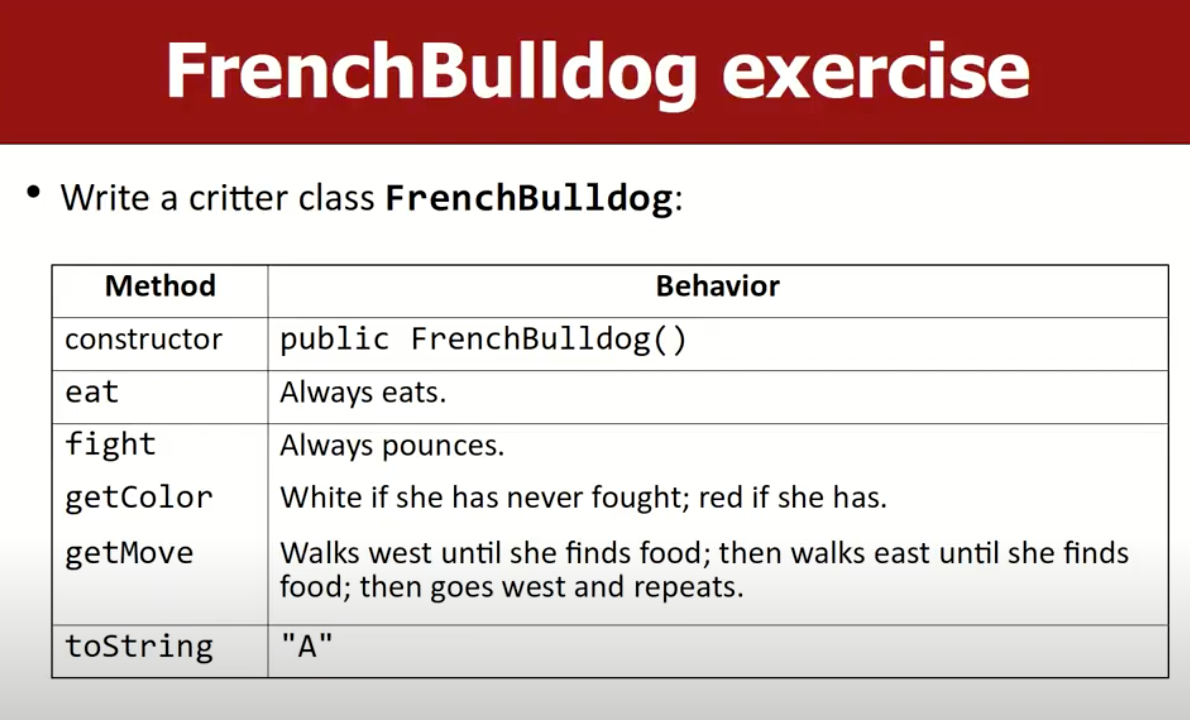 FrenchBulldog exercise
• Write a critter class FrenchBulldog:
Method Behavior
constructor public FrenchBulldog()
eat Always eats.
fight Always pounces.
getColor White if she has never fought; red if she has.
getMove Walks west until she finds food; then walks east until she finds
food; then goes west and repeats.
toString "A"